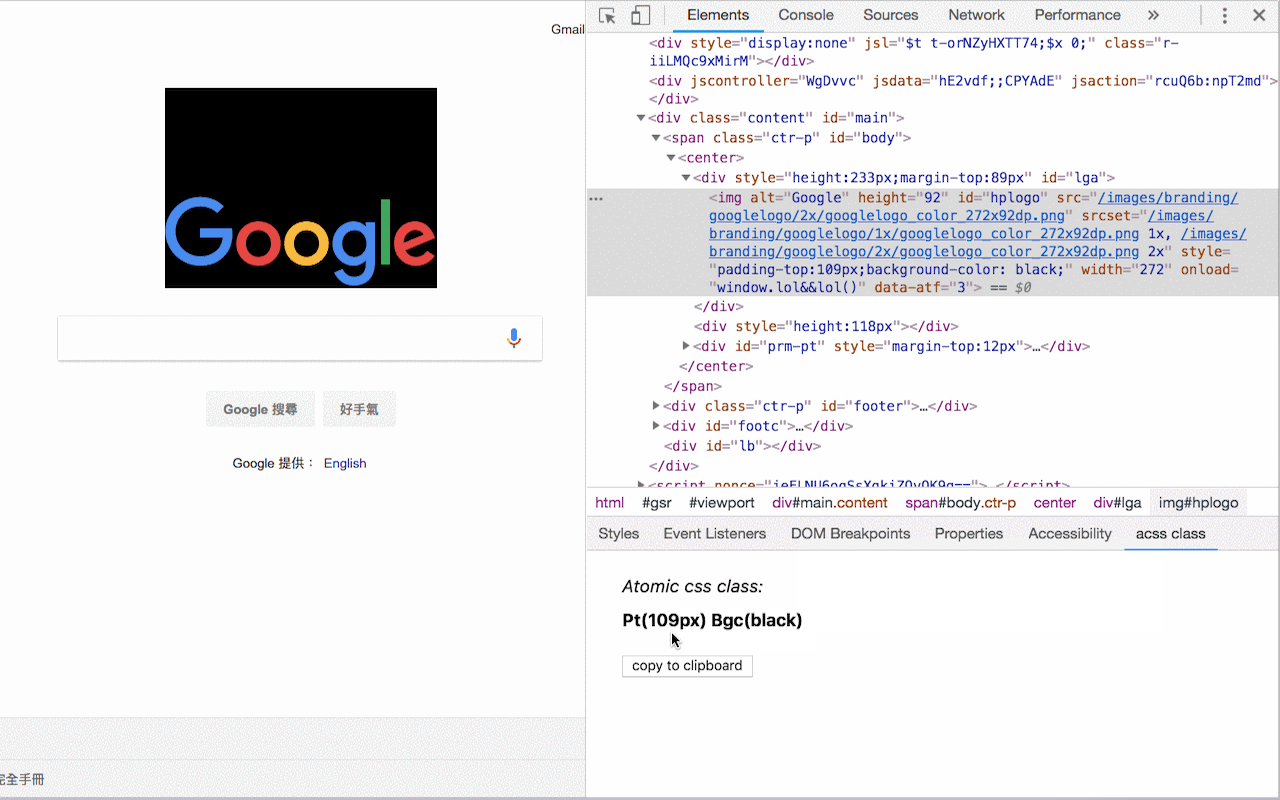 Gmail
Google
Google 搜尋
好手氣
Google 提供： English
完全手冊
Elements Console Sources Network Performance »
<div style="display:none" jsl="$t t-orNZyHXTT74;$x 0;" class="r-
iiLMQc9xMirM"></div>
<div jscontroller="WgDvvc" jsdata="hE2vdf;;CPYAdE" jsaction="rcuQ6b:npT2md">
</div>
<div class="content" id="main">
<span class="ctr-p" id="body">
<center>
<div style="height:233px;margin-top:89px" id="lga">
<img alt="Google" height="92" id="hplogo" src="/images/branding/
googlelogo/2x/googlelogo_color_272x92dp.png" srcset="/images/
branding/googlelogo/1x/googlelogo_color_272x92dp.png 1x, /images/
branding/googlelogo/2x/googlelogo_color_272x92dp.png 2x" style=
"padding-top:109px;background-color: black;" width="272" onload=
"window.lol&&lol()" data-atf="3"> == $0
</div>
<div style="height:118px"></div>
<div id="prm-pt" style="margin-top:12px">…</div>
</center>
</span>
<div class="ctr-p" id="footer">…</div>
<div id="footc">…</div>
<div id="lb"></div>
</div>
html #gsr #viewport div#main.content span#body.ctr-p center div#lga img#hplogo
Styles Event Listeners DOM Breakpoints Properties Accessibility acss class
Atomic css class:
Pt(109px) Bgc(black)
copy to clipboard